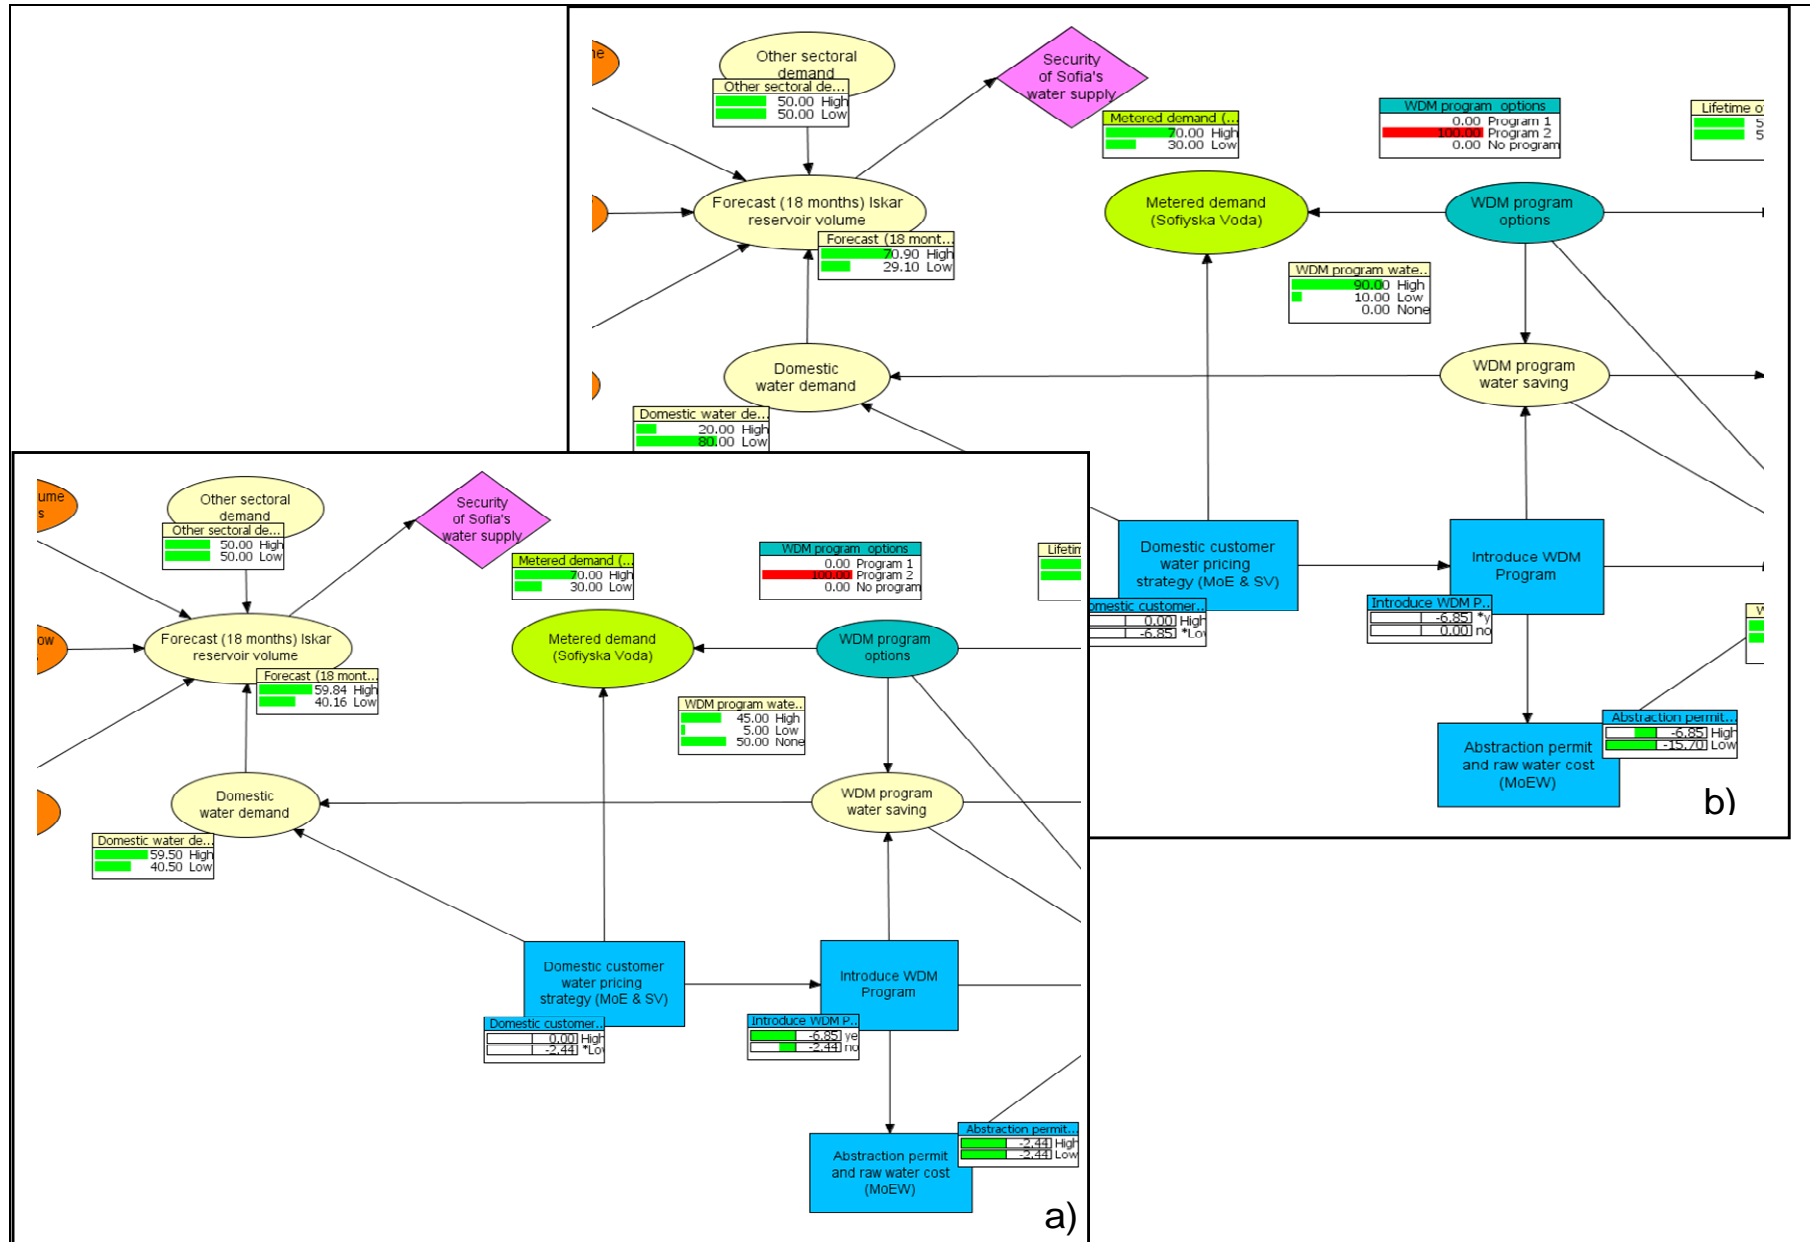 ne
Other sectoral
demand
Other sectoral de...
50.00 High
50.00 Low
Security
of Sofia's
water supply
Metered demand (...
70.00 High
30.00 Low
WDM program options
0.00 Program 1
100.00 Program 2
0.00 No program
Lifetime o
5
5
Forecast (18 months) Iskar
reservoir volume
Forecast (18 mont...
70.90 High
29.10 Low
Metered demand
(Sofiyska Voda)
WDM program
options
WDM program wate..
90.00 High
10.00 Low
0.00 None
Domestic
water demand
Domestic water de...
20.00 High
80.00 Low
WDM program
water saving
Domestic customer
water pricing
strategy (MoE & SV)
omestic customer..
0.00 High
-6.85 *Lo
Introduce WDM
Program
Introduce WDM P..
-6.85 *y
0.00 no
W
Abstraction permit
and raw water cost
(MoEW)
Abstraction permit...
-6.85 High
-15.70 Low
b)
ume
s
Other sectoral
demand
Other sectoral de...
50.00 High
50.00 Low
Security
of Sofia's
water supply
Metered demand (...
70.00 High
30.00 Low
WDM program options
0.00 Program 1
100.00 Program 2
0.00 No program
Lifetim
ow
Forecast (18 months) Iskar
reservoir volume
Forecast (18 mont...
59.84 High
40.16 Low
Metered demand
(Sofiyska Voda)
WDM program
options
WDM program wate..
45.00 High
5.00 Low
50.00 None
Domestic
water demand
Domestic water de...
59.50 High
40.50 Low
WDM program
water saving
Domestic customer
water pricing
strategy (MoE & SV)
Domestic customer..
0.00 High
-2.44 *Lo
Introduce WDM
Program
Introduce WDM P..
-6.85 ye
-2.44 no
Abstraction permit
and raw water cost
(MoEW)
Abstraction permit...
-2.44 High
-2.44 Low
a)